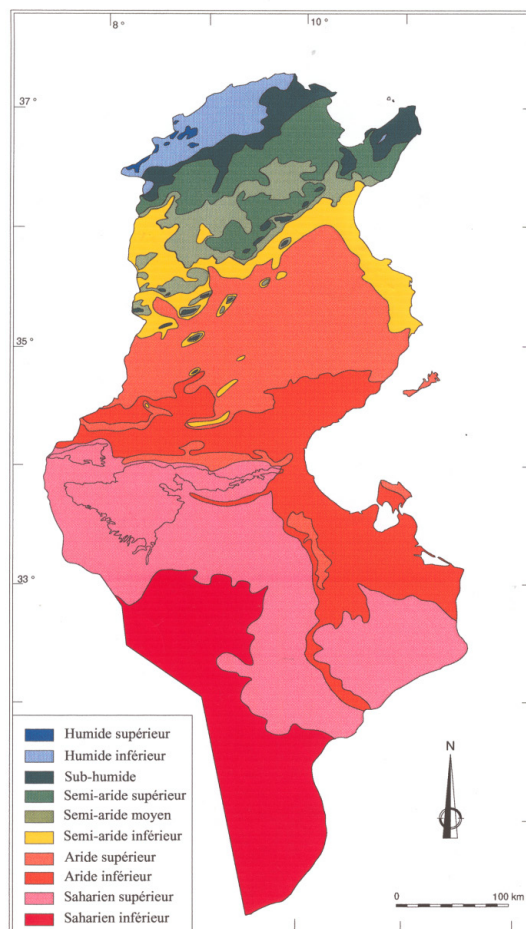 8 °
10 °
37 °
35 °
33 °
Humide supérieur
Humide inférieur
Sub-humide
Semi-aride supérieur
Semi-aride moyen
Semi-aride inférieur
Aride supérieur
Aride inférieur
Saharien supérieur
Saharien inférieur
N
0 100 km